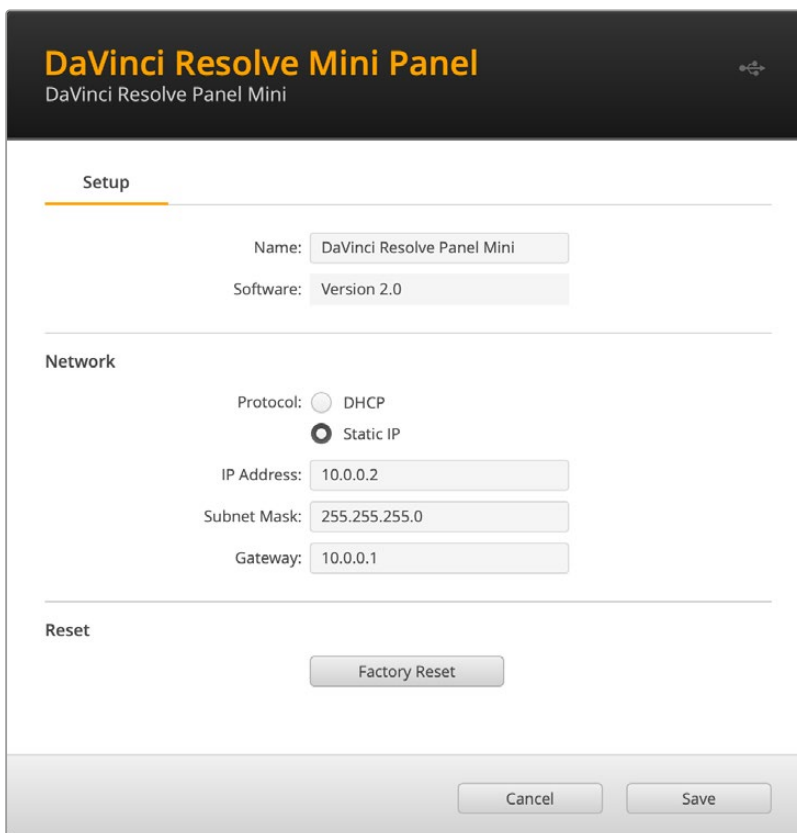 DaVinci Resolve Mini Panel
DaVinci Resolve Panel Mini
Setup
Name: DaVinci Resolve Panel Mini
Software: Version 2.0
Network
Protocol: DHCP
Static IP
IP Address: 10.0.0.2
Subnet Mask: 255.255.255.0
Gateway: 10.0.0.1
Reset
Factory Reset
Cancel Save